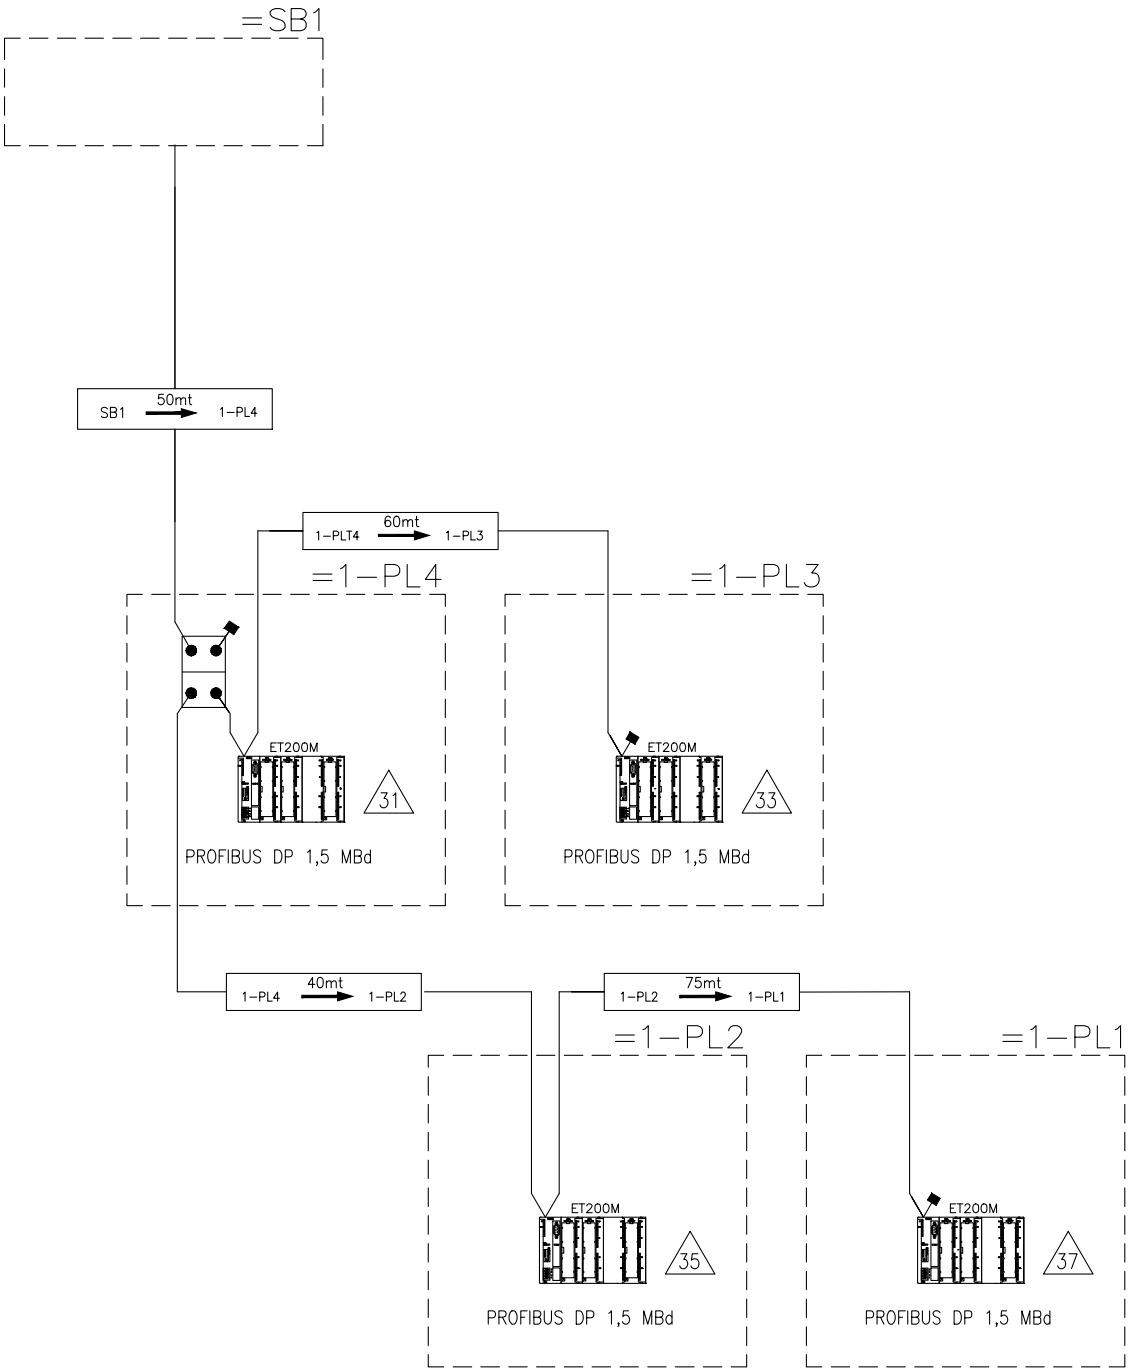 =SB1
50mt
SB1 1-PL4
60mt
1-PLT4 1-PL3
=1-PL4
=1-PL3
ET200M
31
PROFIBUS DP 1,5 MBd
ET200M
33
PROFIBUS DP 1,5 MBd
40mt
1-PL4 1-PL2
75mt
1-PL2 1-PL1
=1-PL2
=1-PL1
ET200M
35
PROFIBUS DP 1,5 MBd
ET200M
37
PROFIBUS DP 1,5 MBd